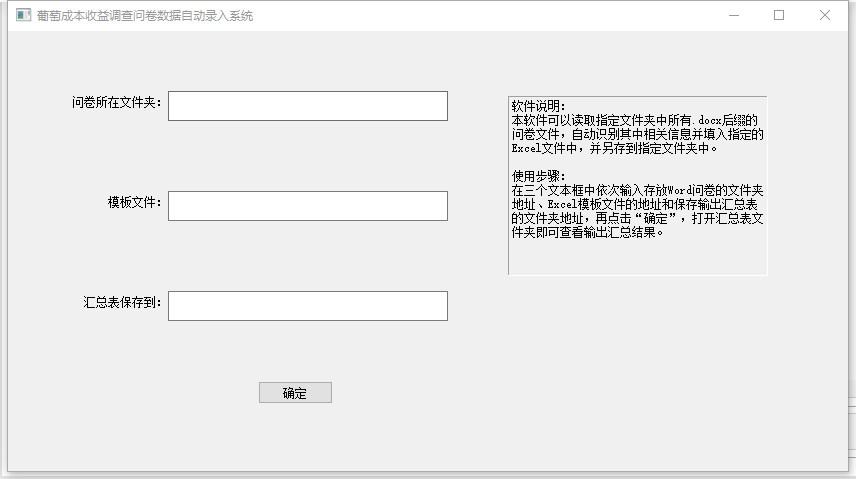 葡萄成本收益调查问卷数据自动录入系统
问卷所在文件夹：
模板文件：
汇总表保存到：
确定
软件说明：
本软件可以读取指定文件夹中所有.docx后缀的
问卷文件，自动识别其中相关信息并填入指定的
Excel文件中，并另存到指定文件夹中。
使用步骤：
在三个文本框中依次输入存放Word问卷的文件夹
地址、Excel模板文件的地址和保存输出汇总表
的文件夹地址，再点击“确定”，打开汇总表文
件夹即可查看输出汇总结果。